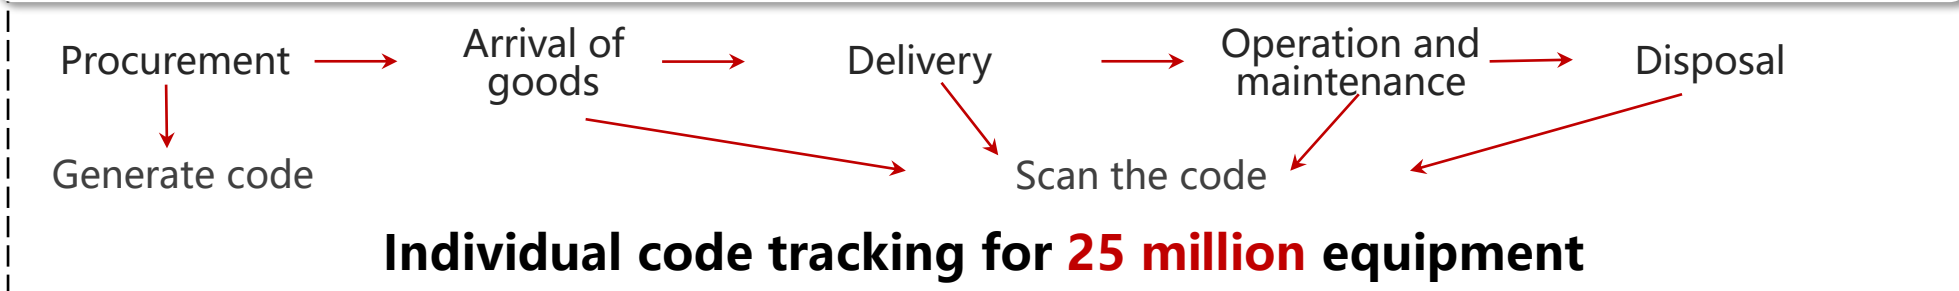 Procurement
Arrival of
goods
Delivery
Operation and
maintenance
Disposal
Generate code
Scan the code
Individual code tracking for 25 million equipment